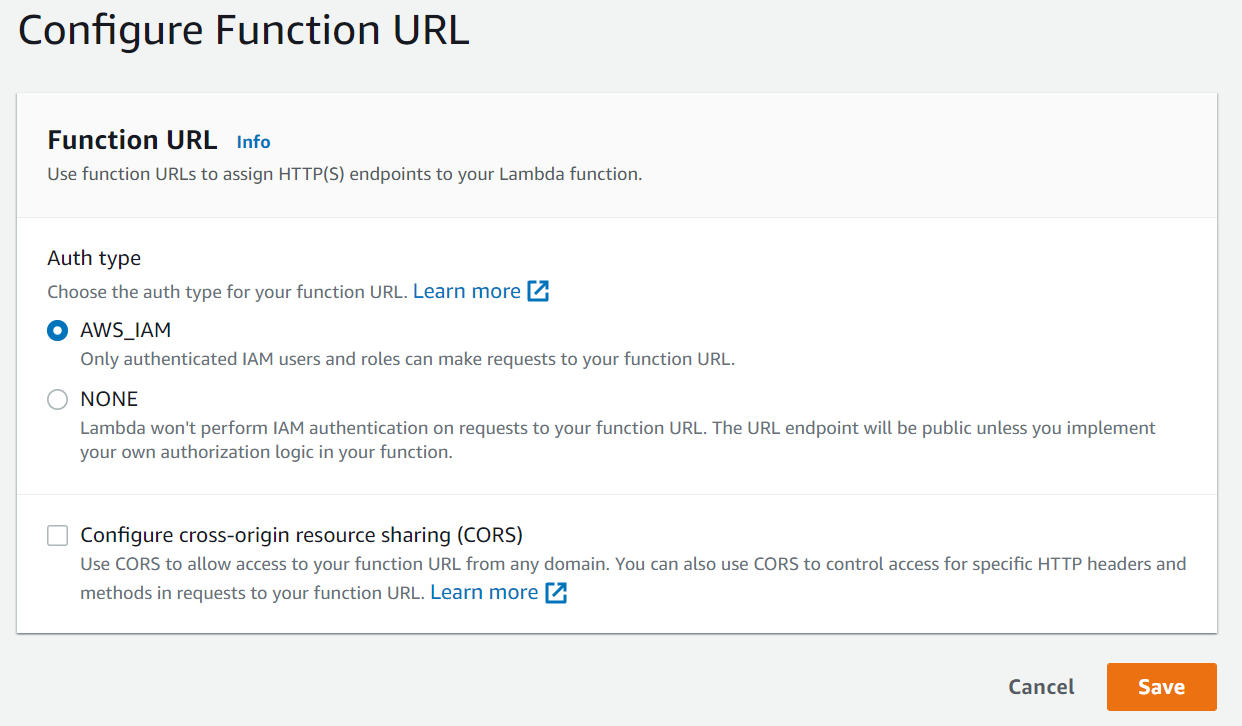 Configure Function URL
Function URL Info
Use function URLs to assign HTTP(S) endpoints to your Lambda function.
Auth type
Choose the auth type for your function URL. Learn more
AWS_IAM
Only authenticated IAM users and roles can make requests to your function URL.
NONE
Lambda won't perform IAM authentication on requests to your function URL. The URL endpoint will be public unless you implement
your own authorization logic in your function.
Configure cross-origin resource sharing (CORS)
Use CORS to allow access to your function URL from any domain. You can also use CORS to control access for specific HTTP headers and
methods in requests to your function URL. Learn more
Cancel Save